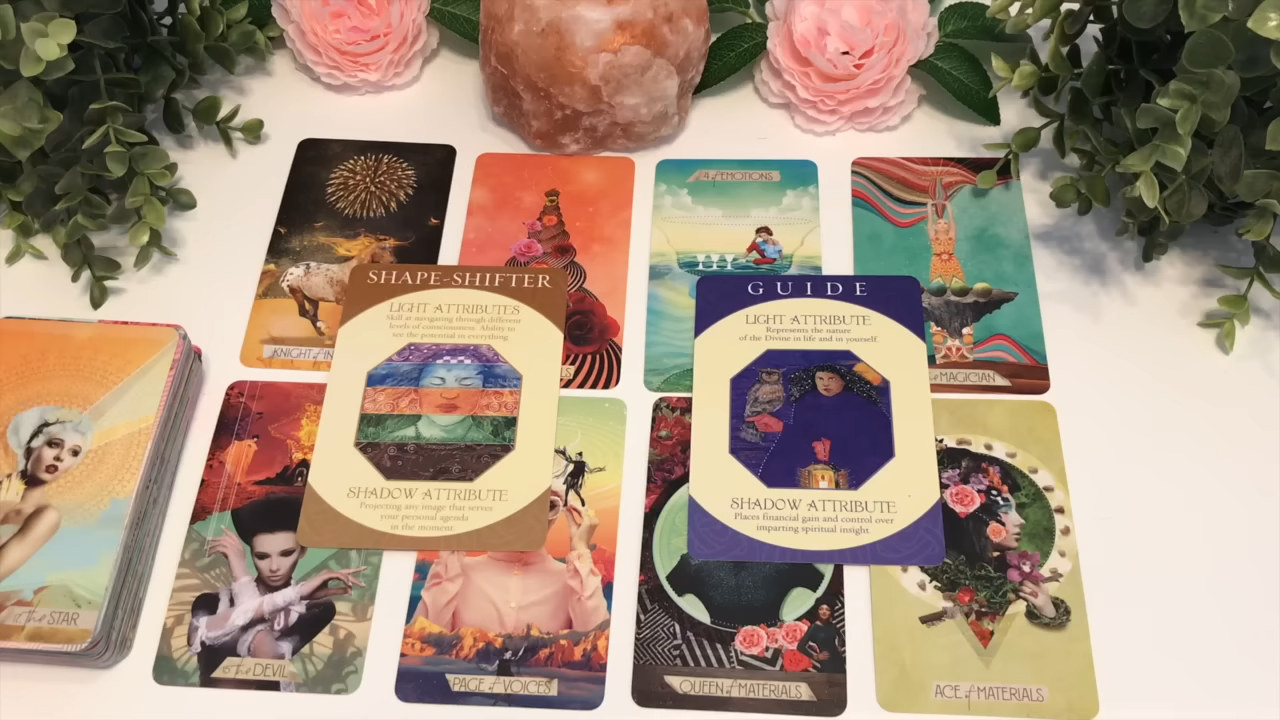 4 of EMOTIONS
SHAPE-SHIFTER
LIGHT ATTRIBUTES
Skill at navigating through different
levels of consciousness. Ability to
see the potential in everything
SHADOW ATTRIBUTE
Projecting any image that serves
your personal agenda
in the moment.
GUIDE
LIGHT ATTRIBUTE
Represents the nature
of the Divine in life and in yourself.
SHADOW ATTRIBUTE
Places financial gain and control over
imparting spiritual insight.
KNIGHT of IN
LS
the MAGICIAN
the STAR
the DEVIL
PAGE of VOICES
QUEEN of MATERIALS
ACE of MATERIALS